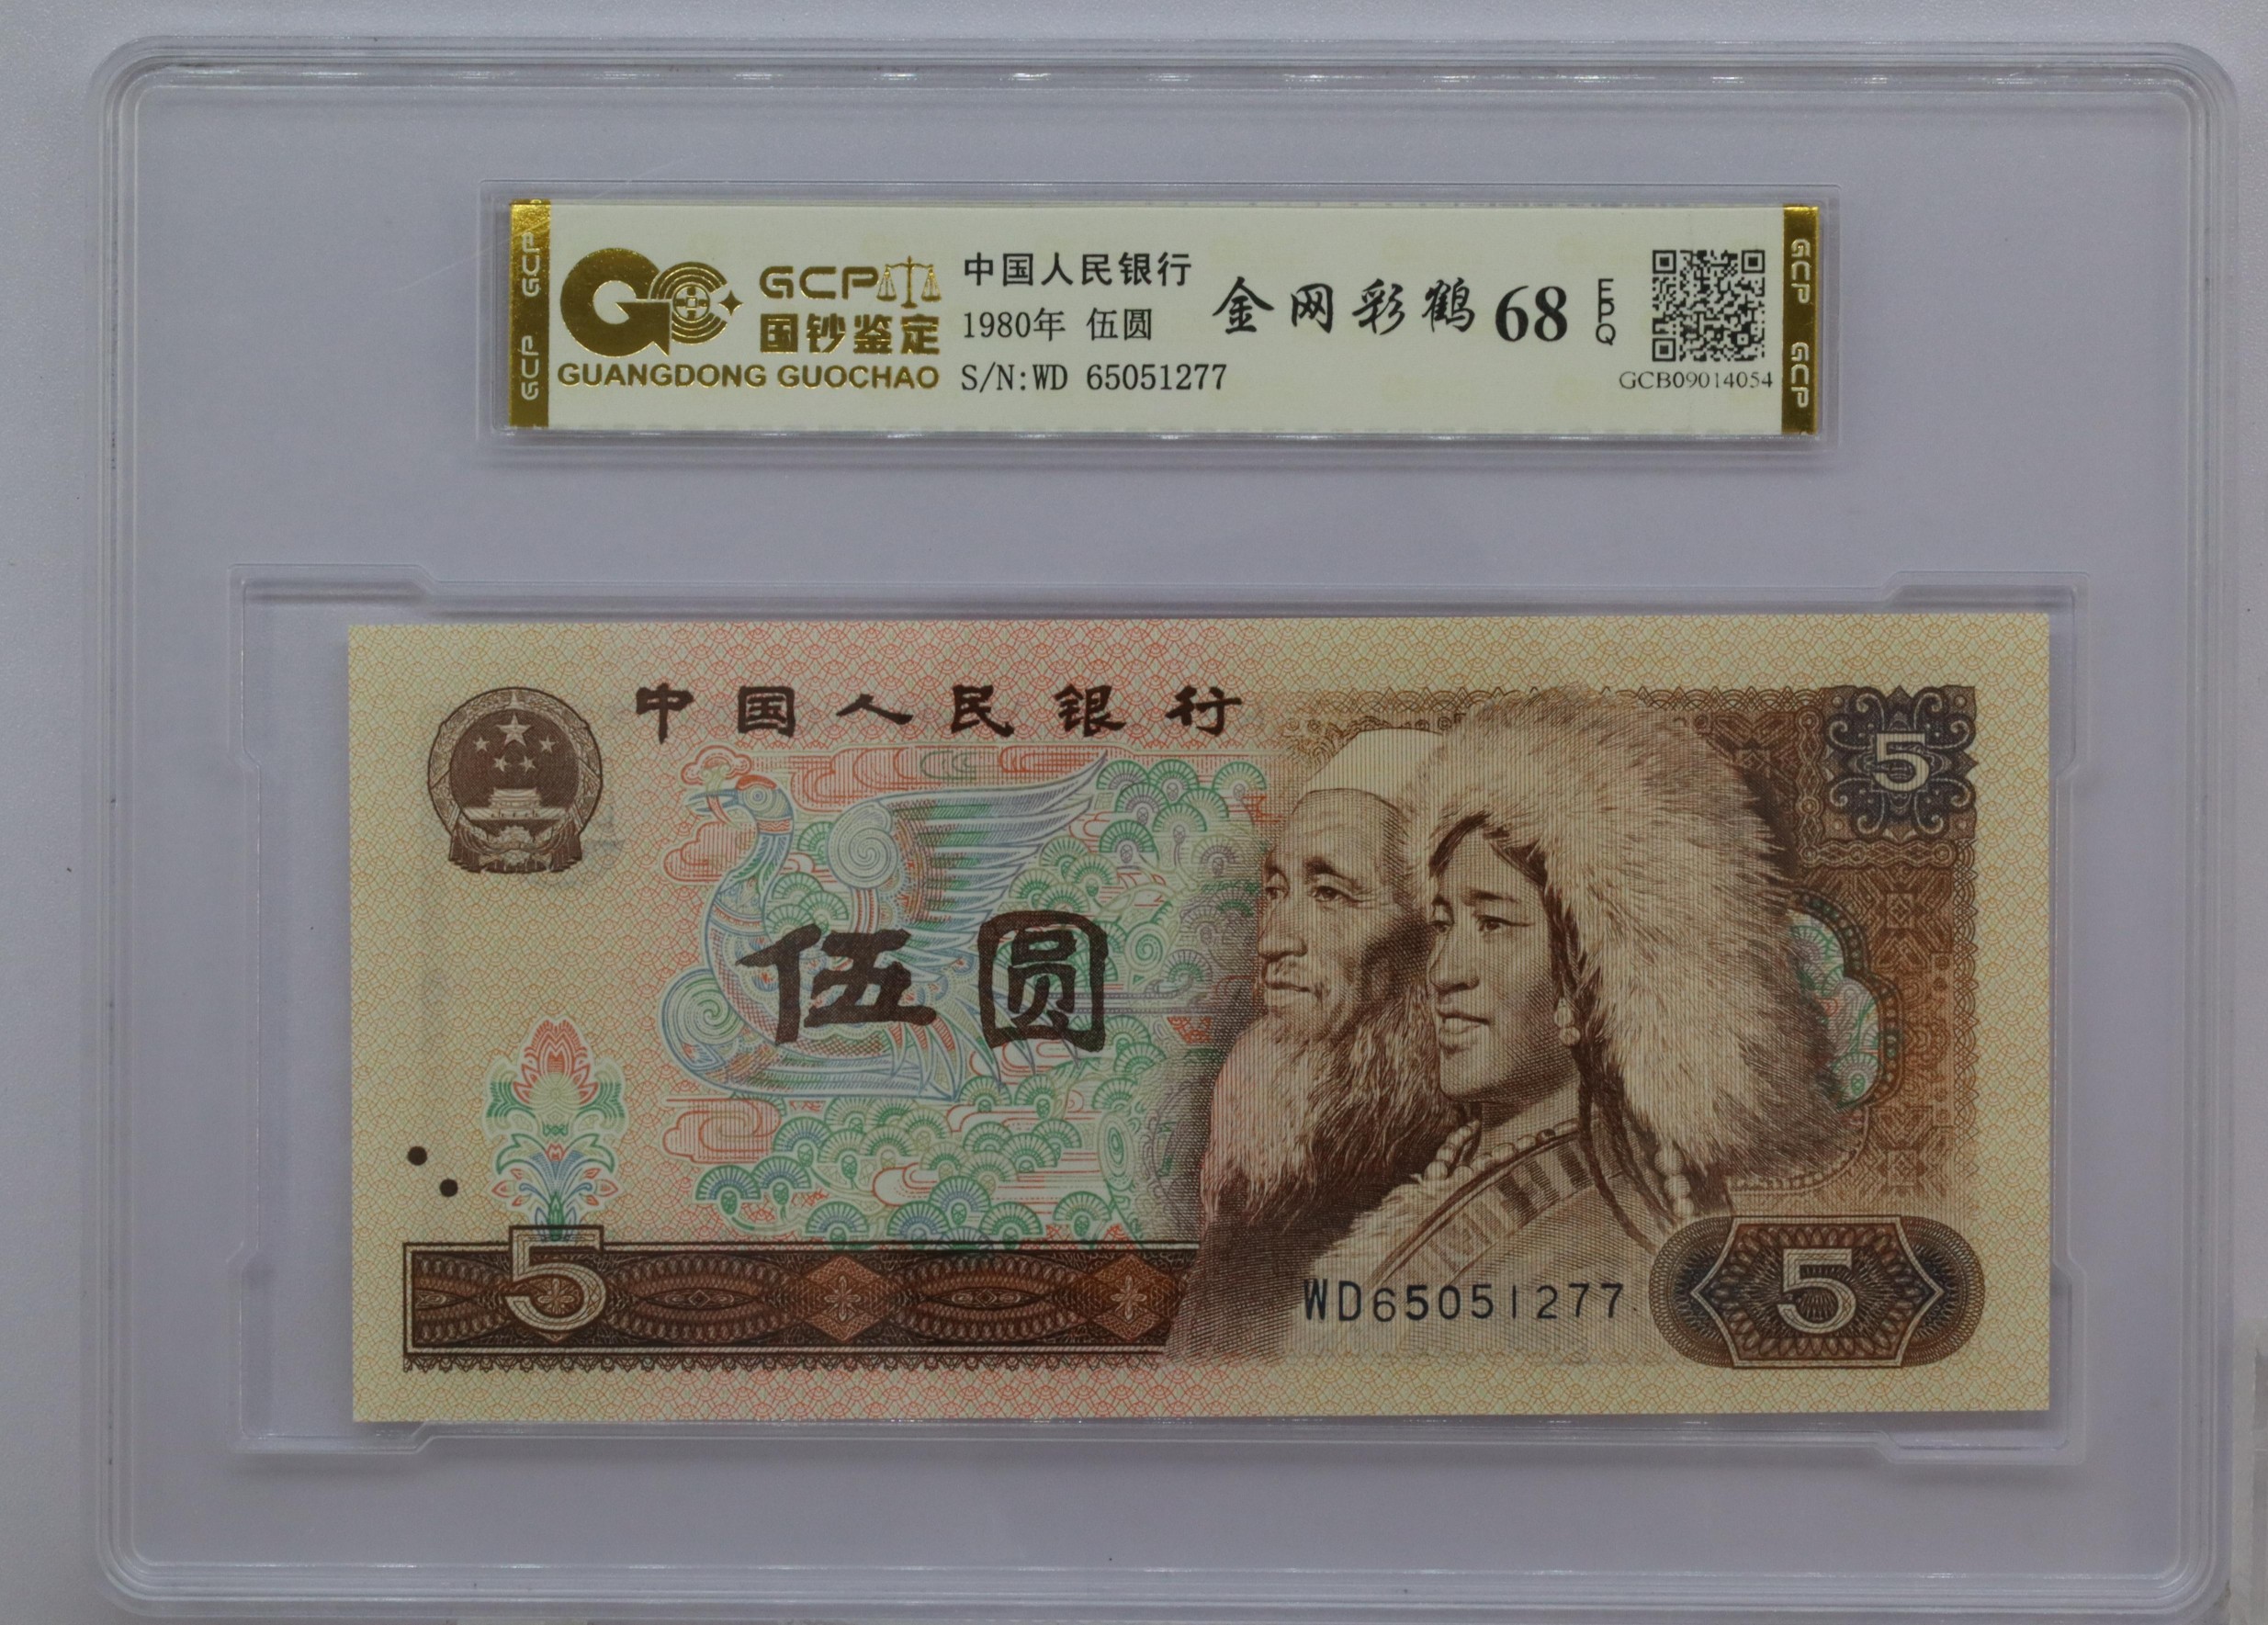 GCP GCP
GCP
国钞鉴定
GUANGDONG GUOCHAO
中国人民银行
1980年 伍圆
S/N:WD 65051277
金网彩鹤 68 EPQ
GCB09014054
GCP GCP
中国人民银行
5
伍圆
5
WD65051277
5